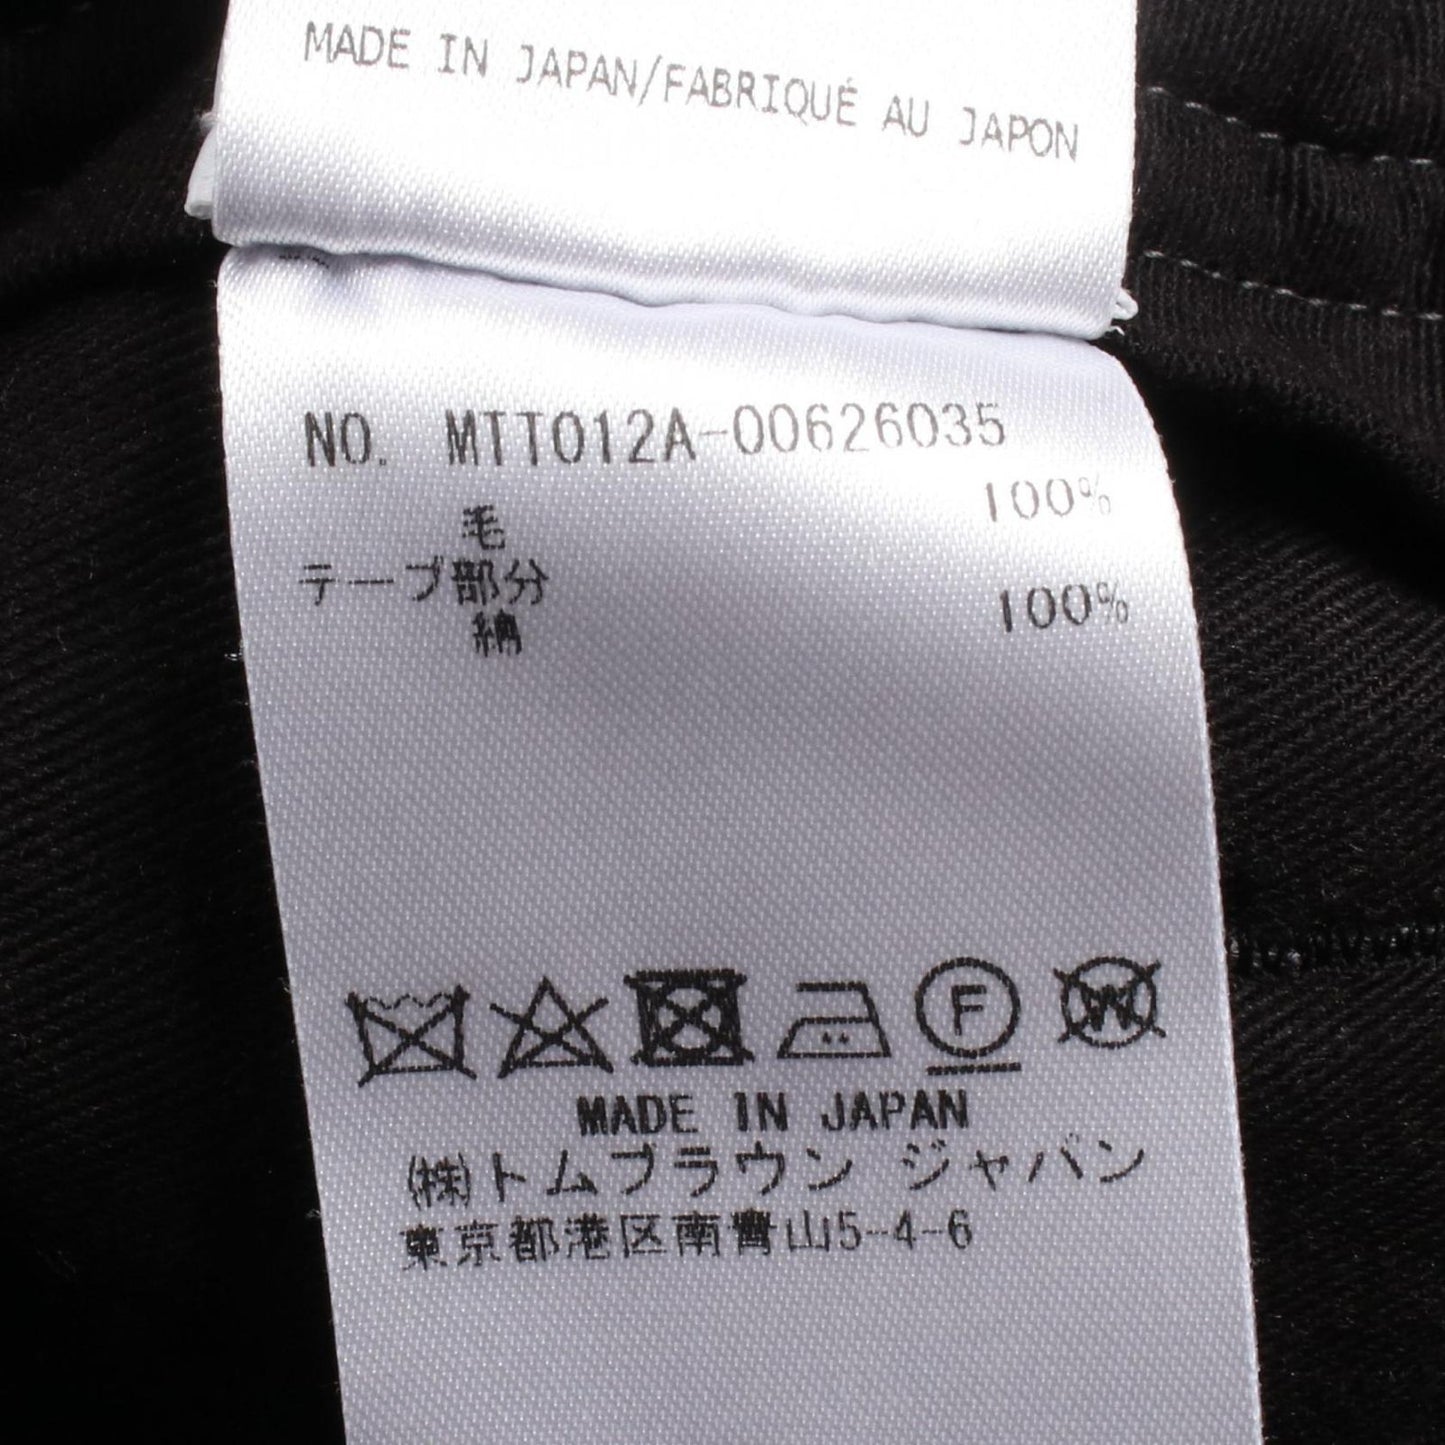 MADE IN JAPAN/FABRIQUÉ AU JAPON
NO. MTT012A-00626035
毛 100%
テープ部分
綿 100%
F W
MADE IN JAPAN
(株)トムブラウン ジャパン
東京都港区南青山5-4-6